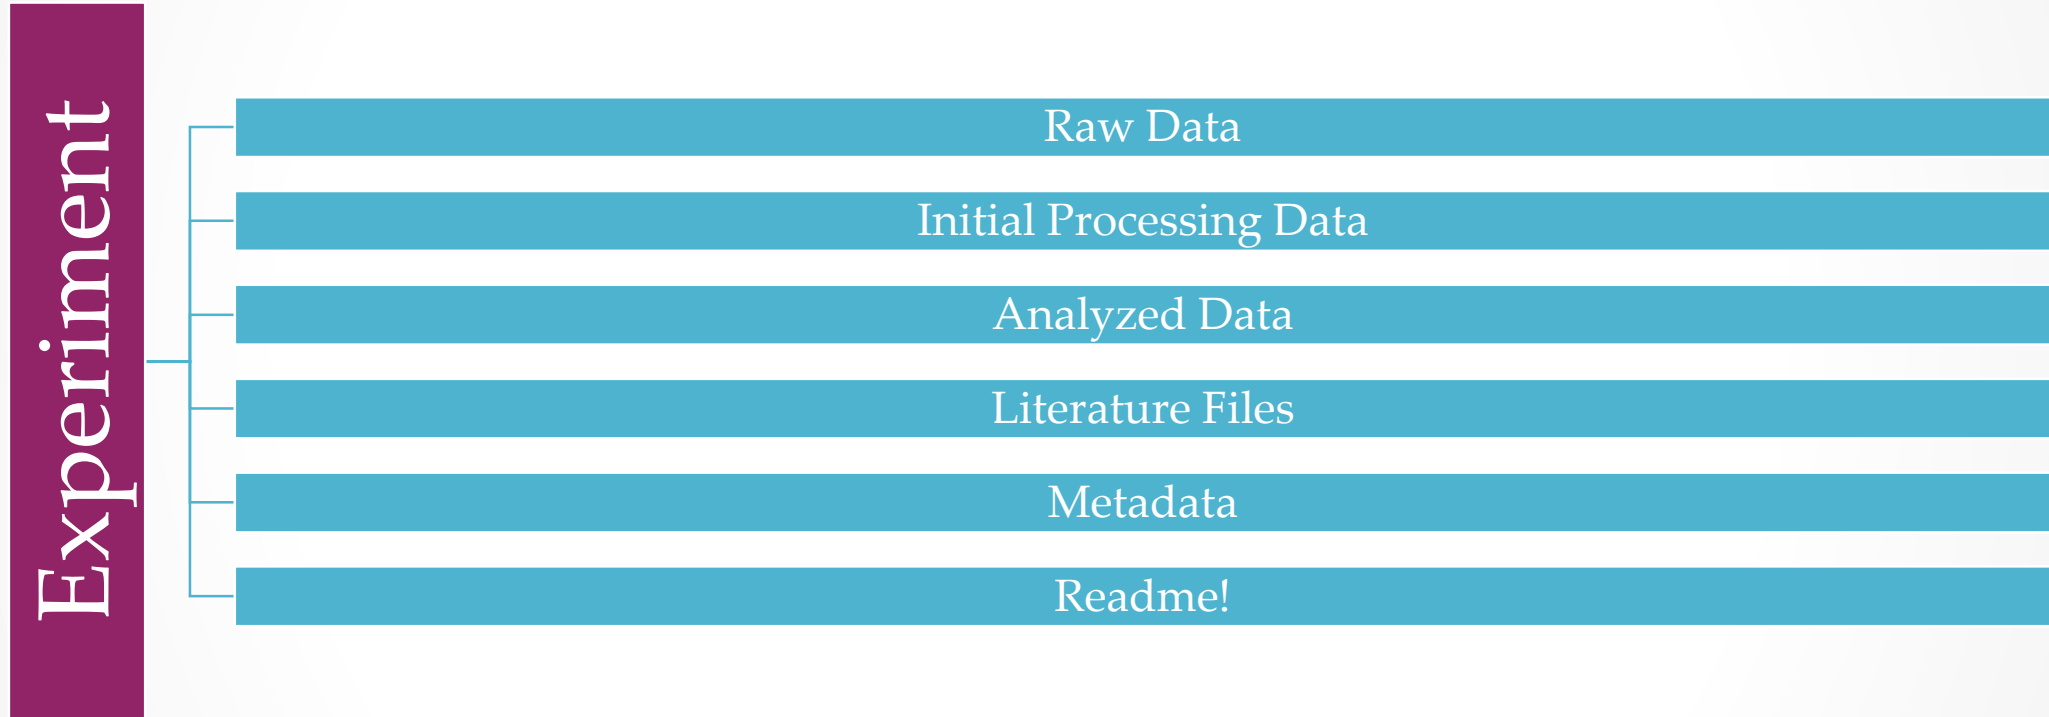 Experiment
Raw Data
Initial Processing Data
Analyzed Data
Literature Files
Metadata
Readme!